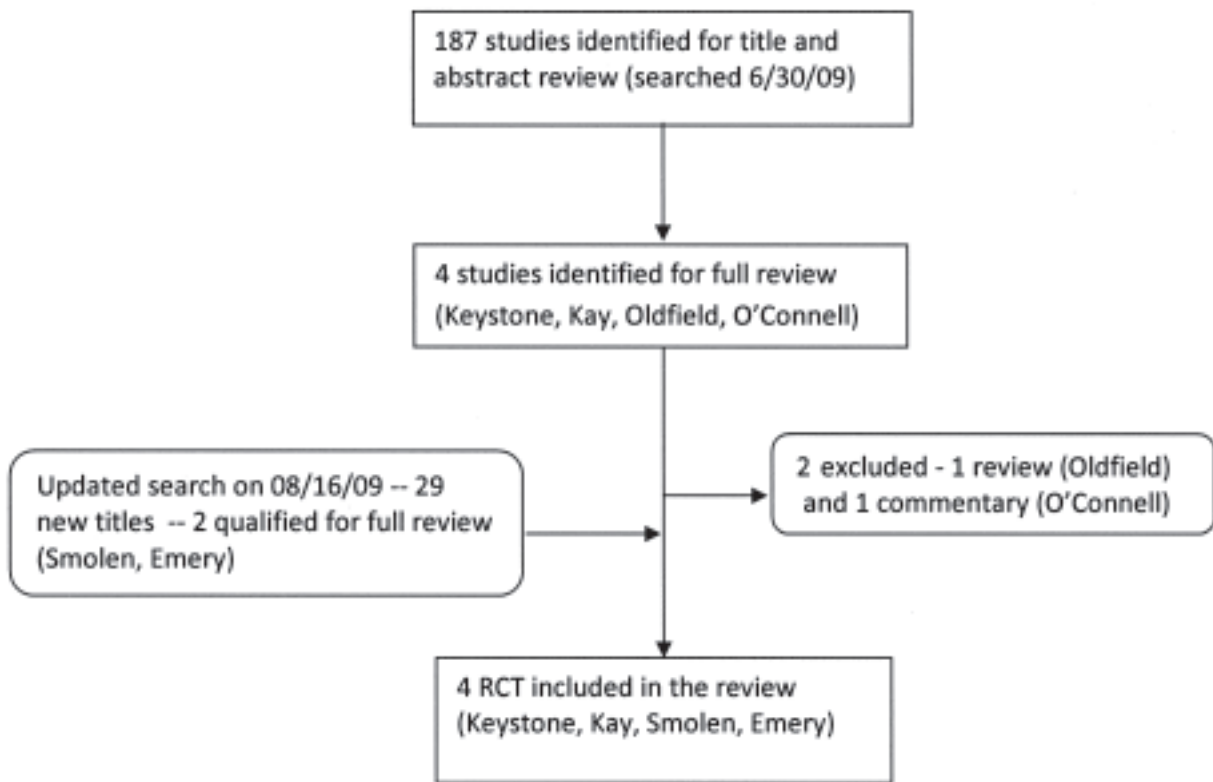 187 studies identified for title and
abstract review (searched 6/30/09)
4 studies identified for full review
(Keystone, Kay, Oldfield, O'Connell)
2 excluded - 1 review (Oldfield)
and 1 commentary (O'Connell)
Updated search on 08/16/09 -- 29
new titles -- 2 qualified for full review
(Smolen, Emery)
4 RCT included in the review
(Keystone, Kay, Smolen, Emery)